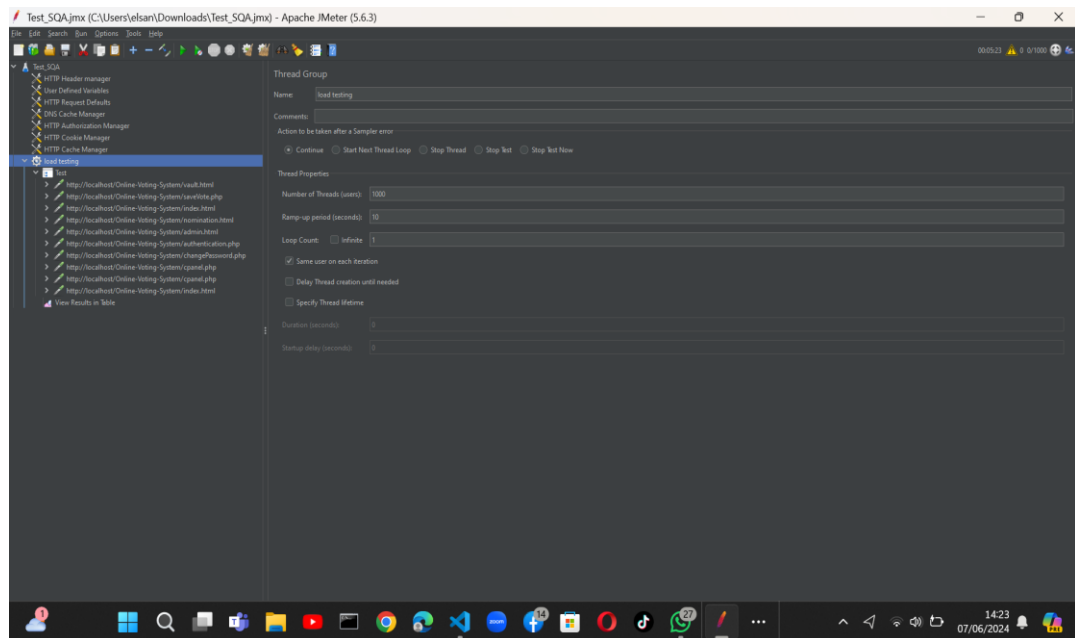 Test_SQA.jmx (C:\Users\elsan\Downloads\Test_SQA.jmx) - Apache JMeter (5.6.3)
File Edit Search Run Options Tools Help
00:05:23 0 0/1000
Test_SQA
HTTP Header manager
User Defined Variables
HTTP Request Defaults
DNS Cache Manager
HTTP Authorization Manager
HTTP Cookie Manager
HTTP Cache Manager
load testing
Test
http://localhost/Online-Voting-System/vault.html
http://localhost/Online-Voting-System/saveVote.php
http://localhost/Online-Voting-System/index.html
http://localhost/Online-Voting-System/nomination.html
http://localhost/Online-Voting-System/admin.html
http://localhost/Online-Voting-System/authentication.php
http://localhost/Online-Voting-System/changePassword.php
http://localhost/Online-Voting-System/cpanel.php
http://localhost/Online-Voting-System/cpanel.php
http://localhost/Online-Voting-System/index.html
View Results in Table
Thread Group
Name: load testing
Comments:
Action to be taken after a Sampler error
Continue Start Next Thread Loop Stop Thread Stop Test Stop Test Now
Thread Properties
Number of Threads (users): 1000
Ramp-up period (seconds): 10
Loop Count: Infinite 1
Same user on each iteration
Delay Thread creation until needed
Specify Thread lifetime
Duration (seconds): 0
Startup delay (seconds): 0
1
zoom
14
27
14:23
07/06/2024